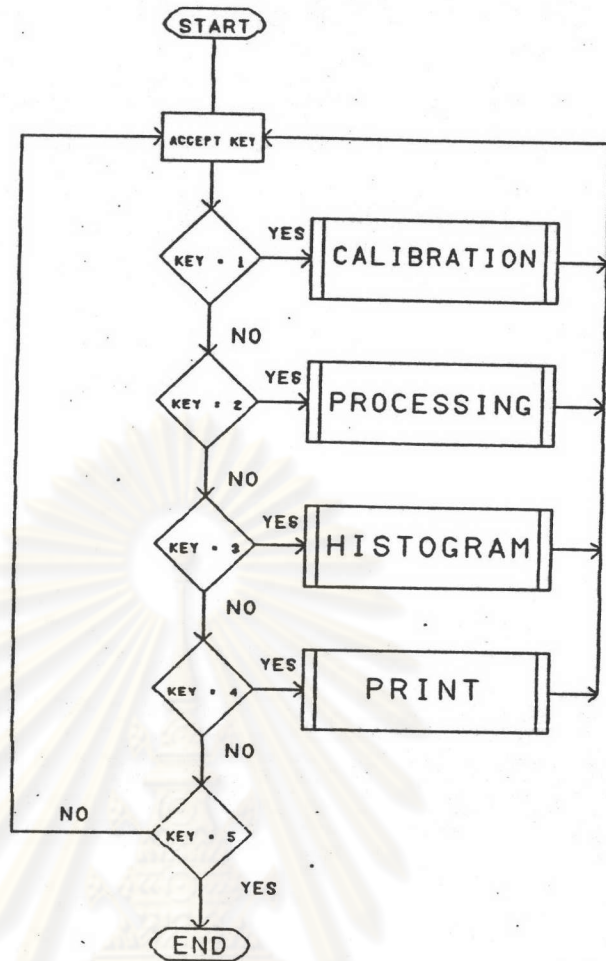 START
ACCEPT KEY
KEY = 1
YES
CALIBRATION
NO
KEY = 2
YES
PROCESSING
NO
KEY = 3
YES
HISTOGRAM
NO
KEY = 4
YES
PRINT
NO
NO
KEY = 5
YES
END